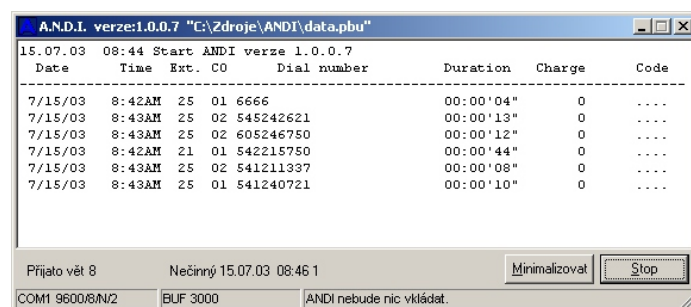 A.N.D.I. verze:1.0.0.7 "C:\Zdroje\ANDI\data.pbu"
15.07.03 08:44 Start ANDI verze 1.0.0.7
Date Time Ext. CO Dial number Duration Charge Code
--------------------------------------------------------------------------------
7/15/03 8:42AM 25 01 6666 00:00'04" 0 ....
7/15/03 8:43AM 25 02 545242621 00:00'13" 0 ....
7/15/03 8:43AM 25 02 605246750 00:00'12" 0 ....
7/15/03 8:42AM 21 01 542215750 00:00'44" 0 ....
7/15/03 8:43AM 25 02 541211337 00:00'08" 0 ....
7/15/03 8:43AM 25 01 541240721 00:00'10" 0 ....
Přijato vět 8 Nečinný 15.07.03 08:46 1 Minimalizovat Stop
COM1 9600/8/N/2 BUF 3000 ANDI nebude nic vkládat.